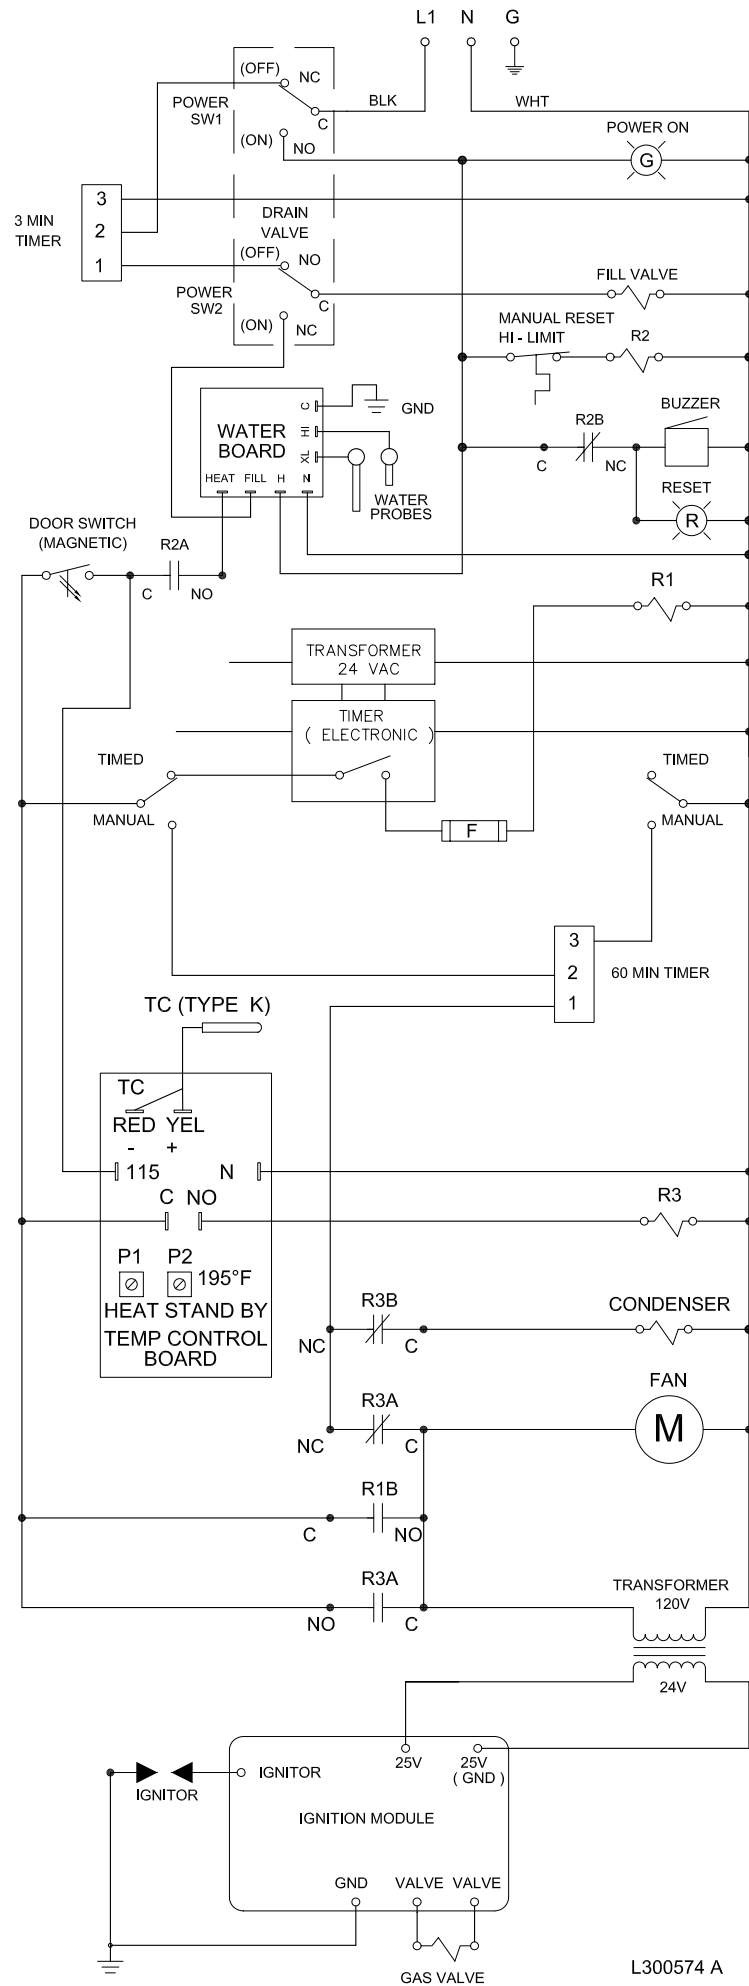 L1 N G
(OFF) NC
POWER
SW1
C
BLK
WHT
(ON) NO
POWER ON
G
3 MIN
TIMER
3
2
1
DRAIN
VALVE
(OFF) NO
POWER
SW2
C
(ON) NC
FILL VALVE
MANUAL RESET
HI - LIMIT
R2
WATER
BOARD
C
HI
XL
HEAT FILL H N
GND
WATER
PROBES
R2B
C NC
BUZZER
RESET
R
DOOR SWITCH
(MAGNETIC)
R2A
C NO
R1
TRANSFORMER
24 VAC
TIMER
( ELECTRONIC )
TIMED
MANUAL
F
TIMED
MANUAL
3
2
1
60 MIN TIMER
TC (TYPE K)
TC
RED YEL
- +
115 N
C NO
P1 P2
195°F
HEAT STAND BY
TEMP CONTROL
BOARD
R3
R3B
NC C
CONDENSER
R3A
NC C
FAN
M
R1B
C NO
R3A
NO C
TRANSFORMER
120V
24V
25V
25V
( GND )
IGNITOR
IGNITOR
IGNITION MODULE
GND VALVE VALVE
GAS VALVE
L300574 A